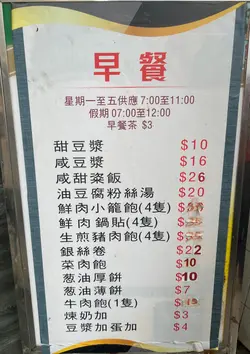 早餐
星期一至五供應 7:00至11:00
假期 07:00至12:00
早餐茶 $3
甜豆漿 $10
咸豆漿 $16
咸甜粢飯 $26
油豆腐粉絲湯 $20
鮮肉小籠飽(4隻)
鮮肉鍋貼(4隻)
生煎豬肉飽(4隻)
銀絲卷 $22
菜肉飽 $10
葱油厚餅 $10
葱油薄餅 $7
牛肉飽(1隻)
煉奶加 $3
豆漿加蛋加 $4